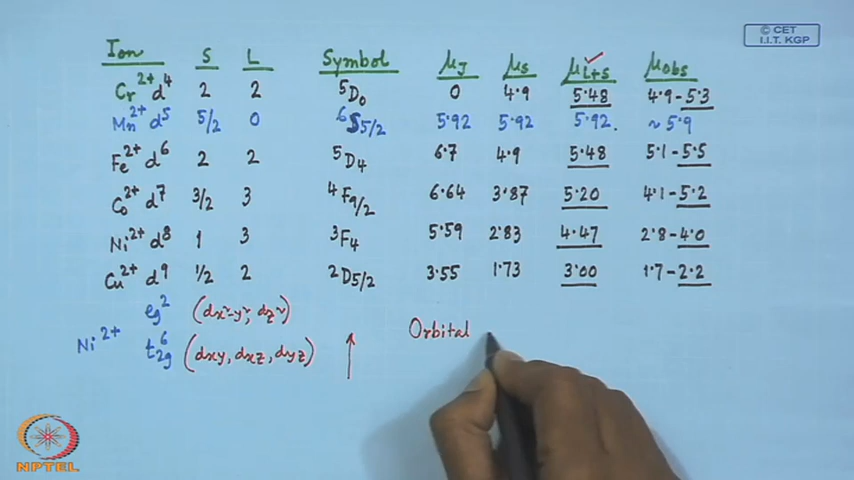 © CET
I.I.T. KGP
Ion S L Symbol μJ μS μL+S μobs
Cr²⁺ d⁴ 2 2 ⁵D₀ 0 4.9 5.48 4.9-5.3
Mn²⁺ d⁵ 5/2 0 ⁶S5/2 5.92 5.92 5.92. ~5.9
Fe²⁺ d⁶ 2 2 ⁵D₄ 6.7 4.9 5.48 5.1-5.5
Co²⁺ d⁷ 3/2 3 ⁴F9/2 6.64 3.87 5.20 4.1-5.2
Ni²⁺ d⁸ 1 3 ³F₄ 5.59 2.83 4.47 2.8-4.0
Cu²⁺ d⁹ 1/2 2 ²D5/2 3.55 1.73 3.00 1.7-2.2
eg² (dx²-y², dz²)
Ni²⁺ t₂g⁶ (dxy, dxz, dyz) Orbital
NPTEL